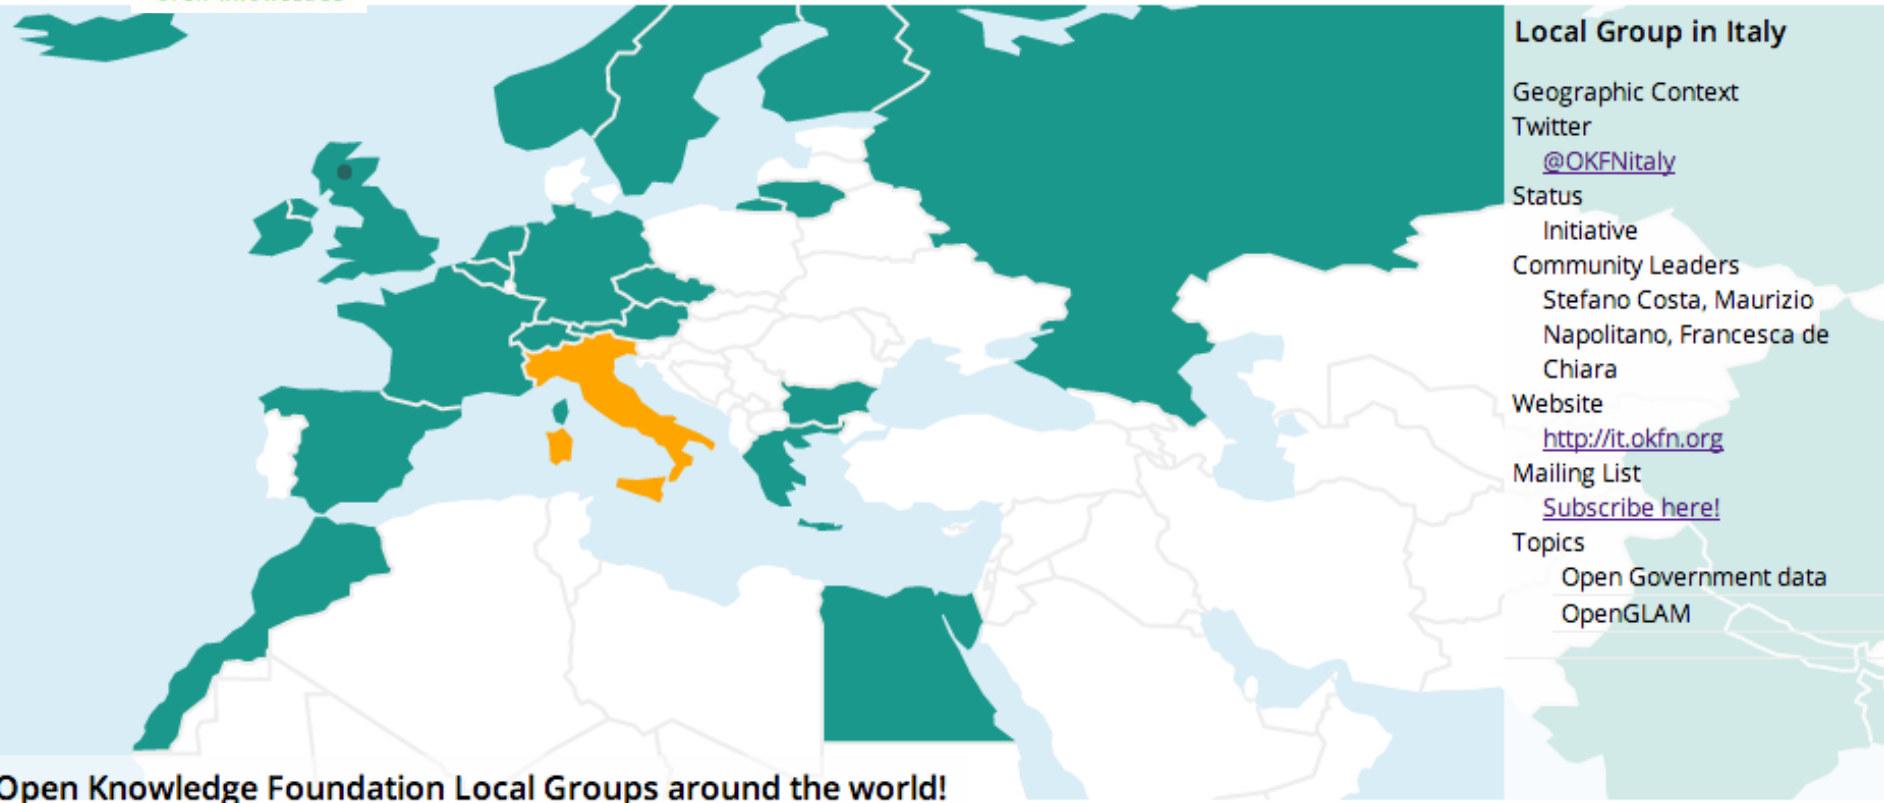 Local Group in Italy
Geographic Context
Twitter
@OKFNitaly
Status
Initiative
Community Leaders
Stefano Costa, Maurizio
Napolitano, Francesca de
Chiara
Website
http://it.okfn.org
Mailing List
Subscribe here!
Topics
Open Government data
OpenGLAM
Open Knowledge Foundation Local Groups around the world!